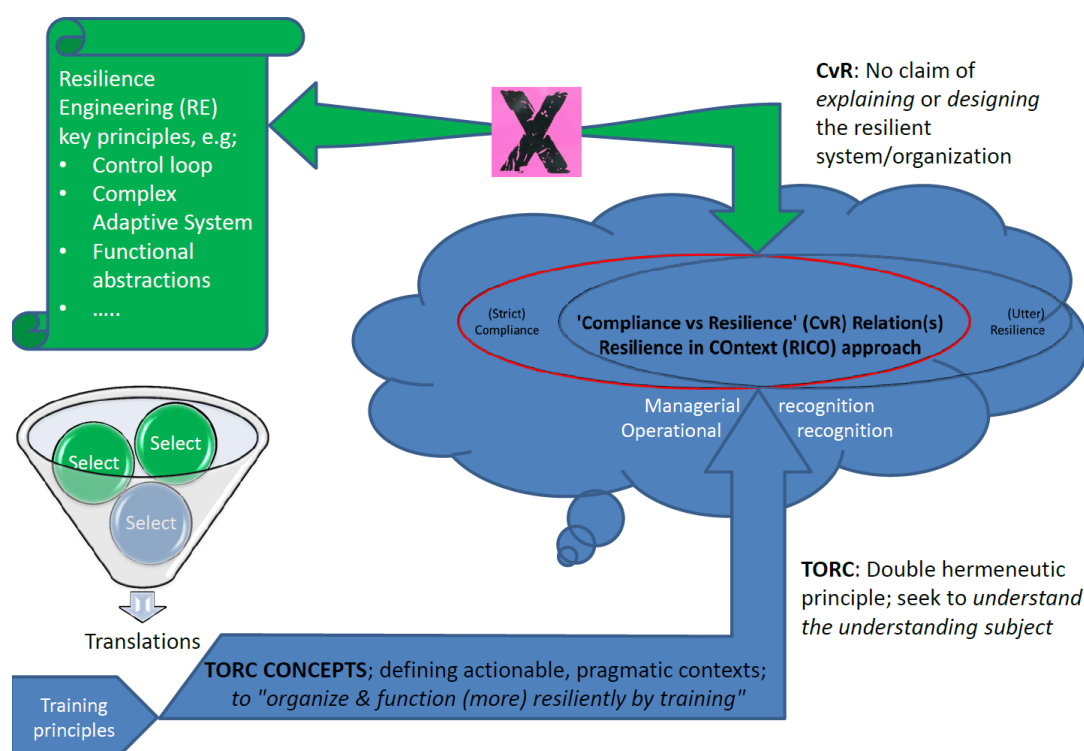 Resilience
Engineering (RE)
key principles, e.g;
• Control loop
• Complex
Adaptive System
• Functional
abstractions
• .....
X
CvR: No claim of
explaining or designing
the resilient
system/organization
(Strict)
Compliance
'Compliance vs Resilience' (CvR) Relation(s)
Resilience in COntext (RICO) approach
(Utter)
Resilience
Managerial recognition
Operational recognition
Select
Select
Select
Translations
TORC: Double hermeneutic
principle; seek to understand
the understanding subject
TORC CONCEPTS; defining actionable, pragmatic contexts;
to "organize & function (more) resiliently by training"
Training
principles